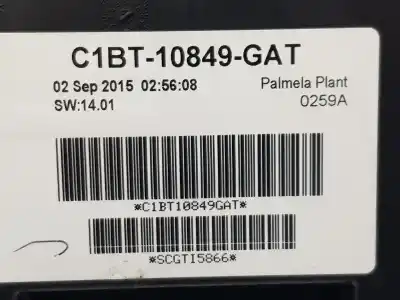 C1BT-10849-GAT
02 Sep 2015 02:56:08 Palmela Plant
SW:14.01 0259A
*C1BT10849GAT*
*SCGTI5866*